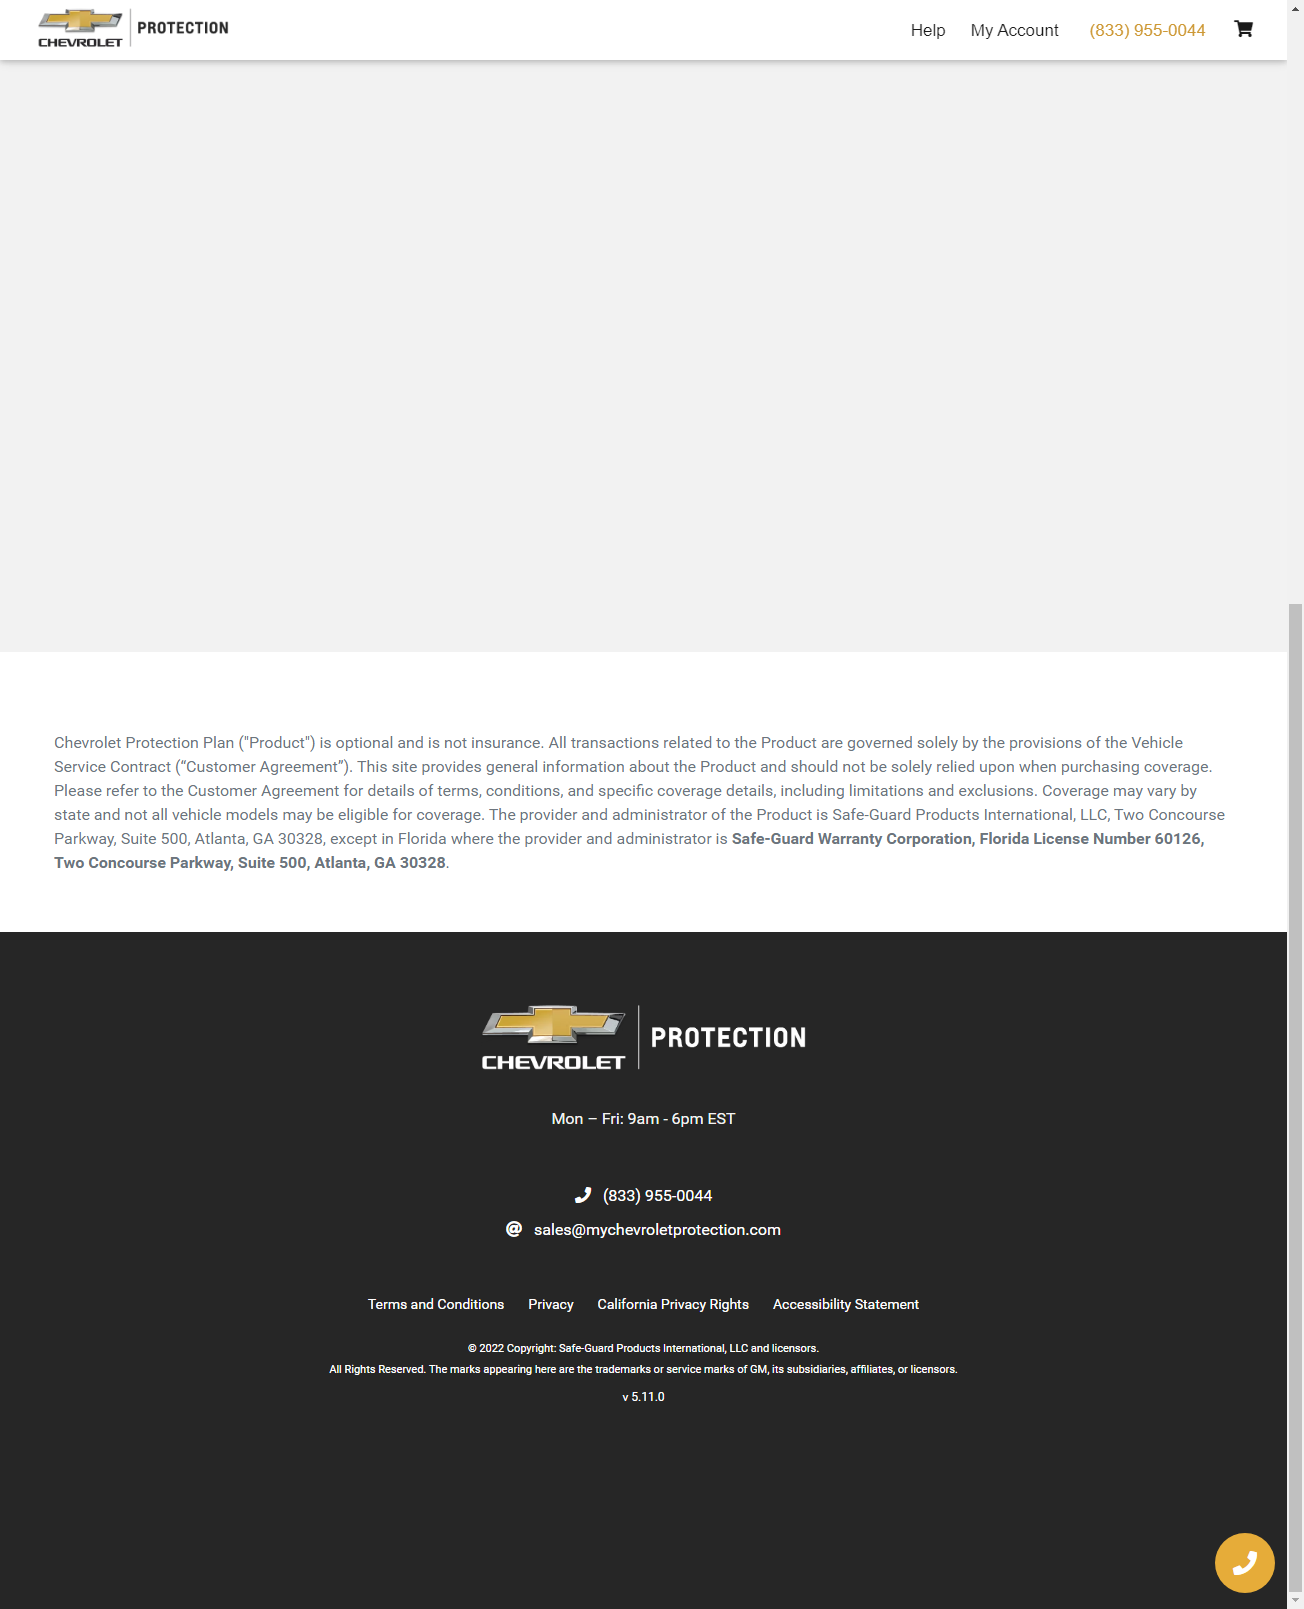 CHEVROLET PROTECTION
Help My Account (833) 955-0044
Chevrolet Protection Plan ("Product") is optional and is not insurance. All transactions related to the Product are governed solely by the provisions of the Vehicle
Service Contract (“Customer Agreement”). This site provides general information about the Product and should not be solely relied upon when purchasing coverage.
Please refer to the Customer Agreement for details of terms, conditions, and specific coverage details, including limitations and exclusions. Coverage may vary by
state and not all vehicle models may be eligible for coverage. The provider and administrator of the Product is Safe-Guard Products International, LLC, Two Concourse
Parkway, Suite 500, Atlanta, GA 30328, except in Florida where the provider and administrator is Safe-Guard Warranty Corporation, Florida License Number 60126,
Two Concourse Parkway, Suite 500, Atlanta, GA 30328.
CHEVROLET PROTECTION
Mon – Fri: 9am - 6pm EST
(833) 955-0044
sales@mychevroletprotection.com
Terms and Conditions Privacy California Privacy Rights Accessibility Statement
© 2022 Copyright: Safe-Guard Products International, LLC and licensors.
All Rights Reserved. The marks appearing here are the trademarks or service marks of GM, its subsidiaries, affiliates, or licensors.
v 5.11.0